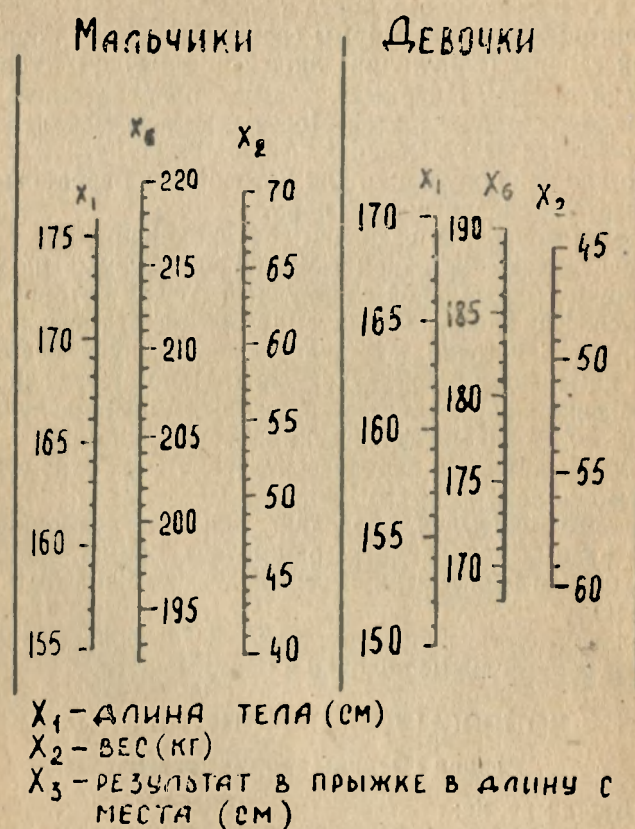 Мальчики Девочки
X₁ X₆ X₂ X₁ X₆ X₂
175 170 165 160 155
220 215 210 205 200 195
70 65 60 55 50 45 40
170 165 160 155 150
190 185 180 175 170
45 50 55 60
X₁ – ДЛИНА ТЕЛА (СМ)
X₂ – ВЕС (КГ)
X₃ – РЕЗУЛЬТАТ В ПРЫЖКЕ В ДЛИНУ С
МЕСТА (СМ)